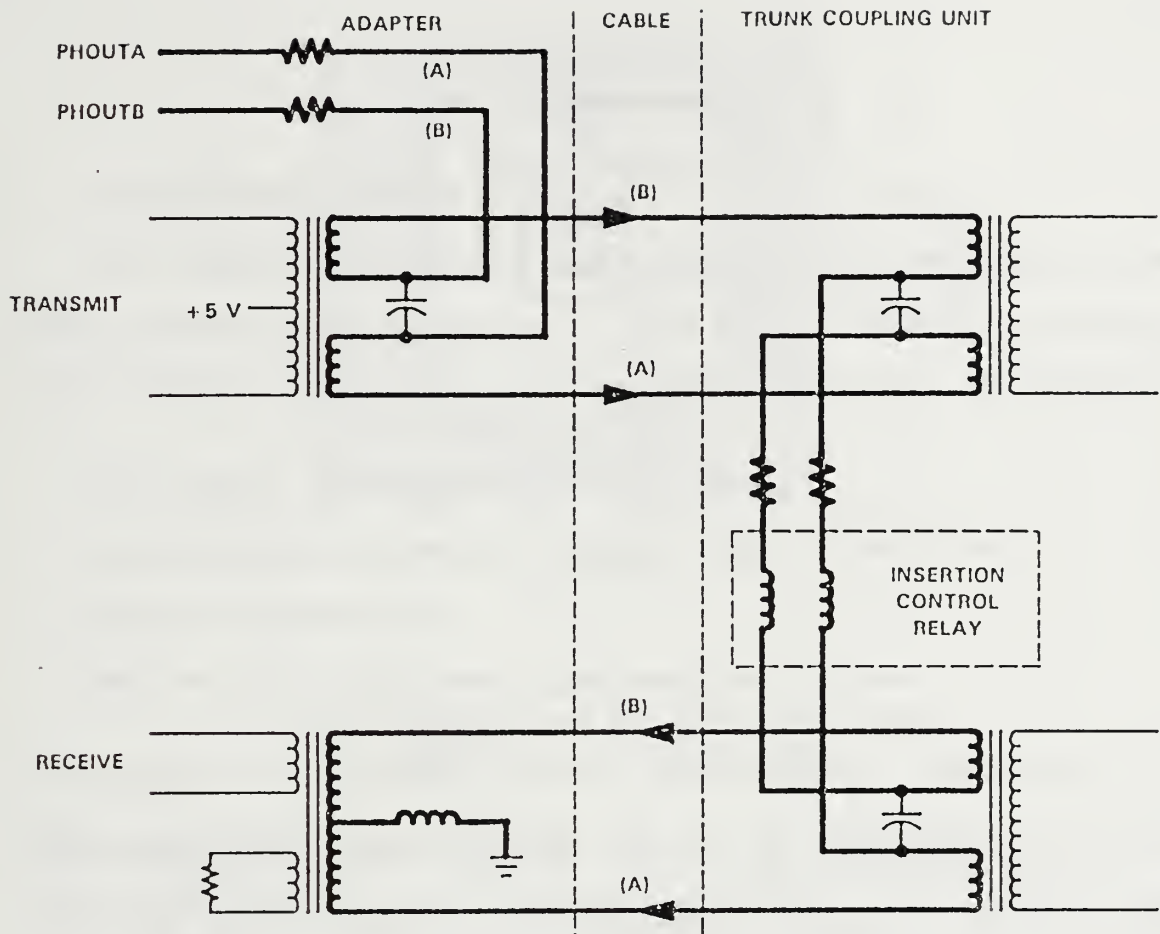 ADAPTER
CABLE
TRUNK COUPLING UNIT
PHOUTA
(A)
PHOUTB
(B)
(B)
TRANSMIT
+5 V
(A)
INSERTION
CONTROL
RELAY
(B)
RECEIVE
(A)